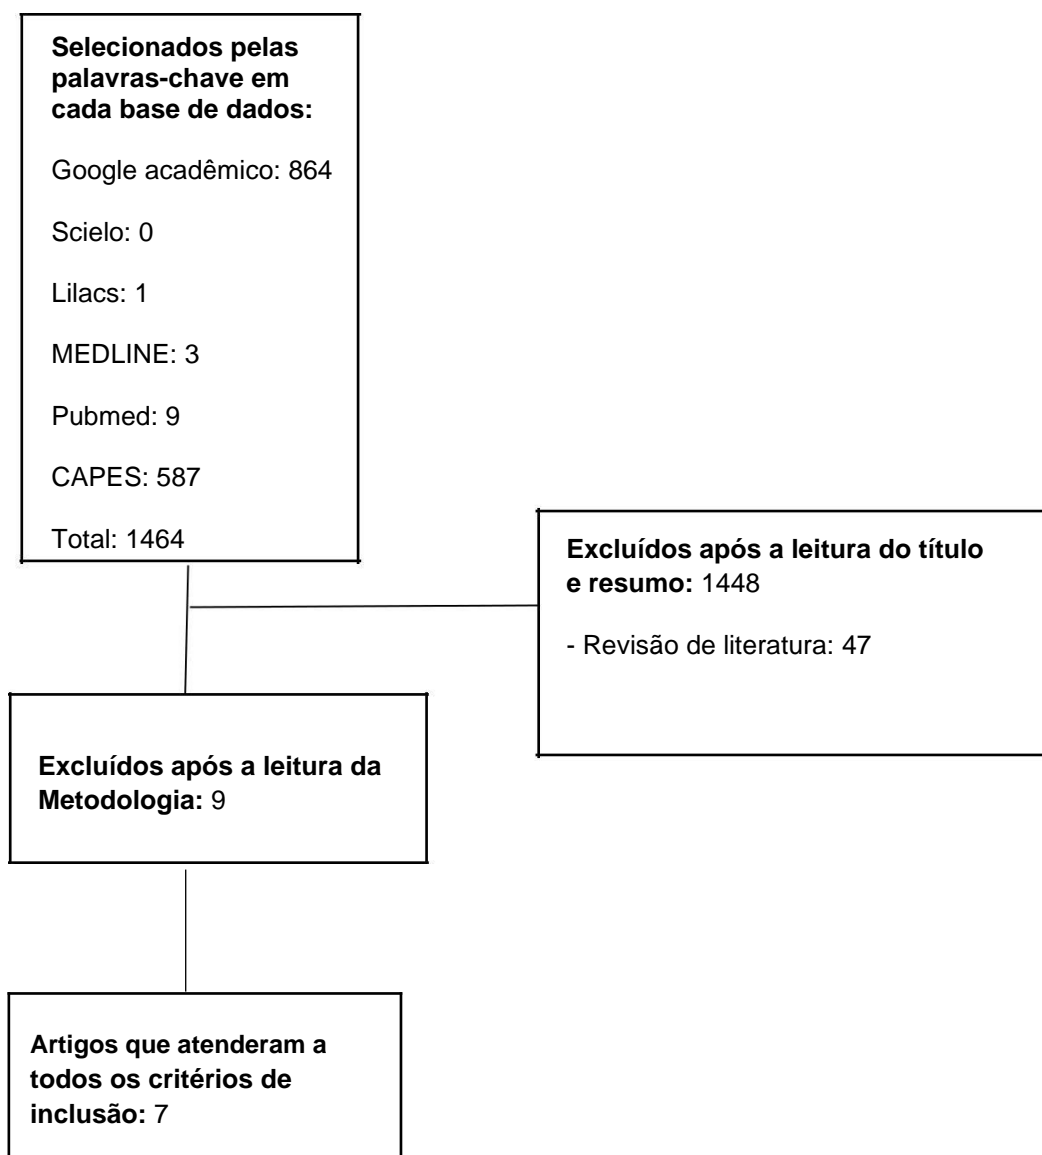 Selecionados pelas
palavras-chave em
cada base de dados:
Google acadêmico: 864
Scielo: 0
Lilacs: 1
MEDLINE: 3
Pubmed: 9
CAPES: 587
Total: 1464
Excluídos após a leitura do título
e resumo: 1448
- Revisão de literatura: 47
Excluídos após a leitura da
Metodologia: 9
Artigos que atenderam a
todos os critérios de
inclusão: 7